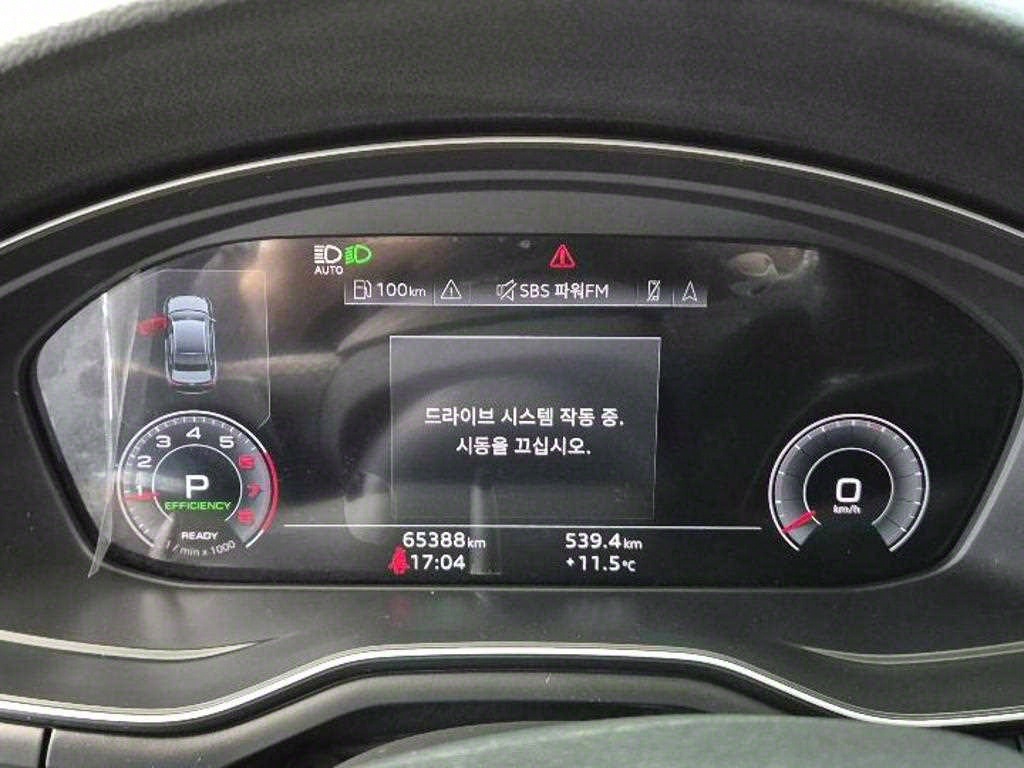 AUTO
100km
SBS 파워FM
드라이브 시스템 작동 중.
시동을 끄십시오.
1 2 3 4 5 6 7 8
P
EFFICIENCY
READY
1 / min x 1000
0
km/h
65388km
539.4km
17:04
+11.5°C